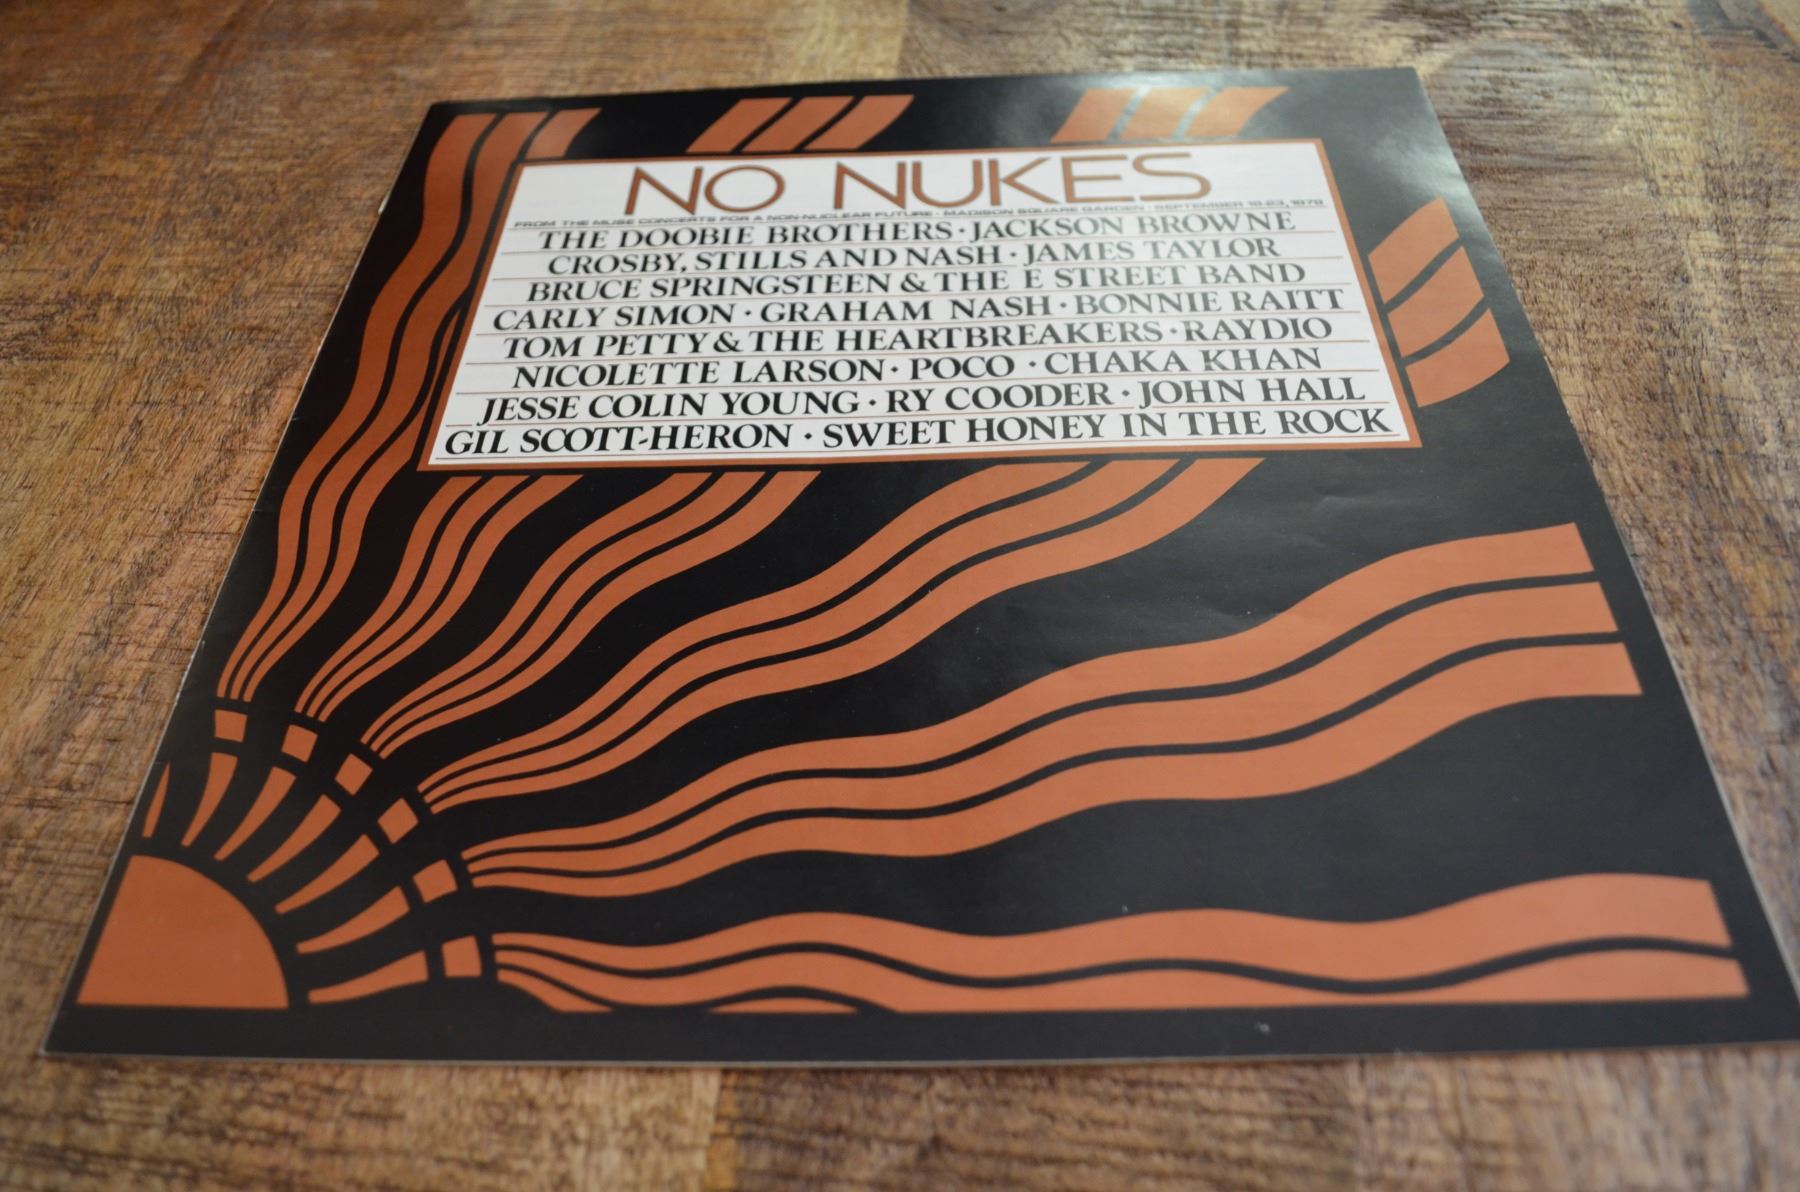 NO NUKES
FROM THE MUSE CONCERTS FOR A NON-NUCLEAR FUTURE · MADISON SQUARE GARDEN · SEPTEMBER 19-23, 1979
THE DOOBIE BROTHERS · JACKSON BROWNE
CROSBY, STILLS AND NASH · JAMES TAYLOR
BRUCE SPRINGSTEEN & THE E STREET BAND
CARLY SIMON · GRAHAM NASH · BONNIE RAITT
TOM PETTY & THE HEARTBREAKERS · RAYDIO
NICOLETTE LARSON · POCO · CHAKA KHAN
JESSE COLIN YOUNG · RY COODER · JOHN HALL
GIL SCOTT-HERON · SWEET HONEY IN THE ROCK